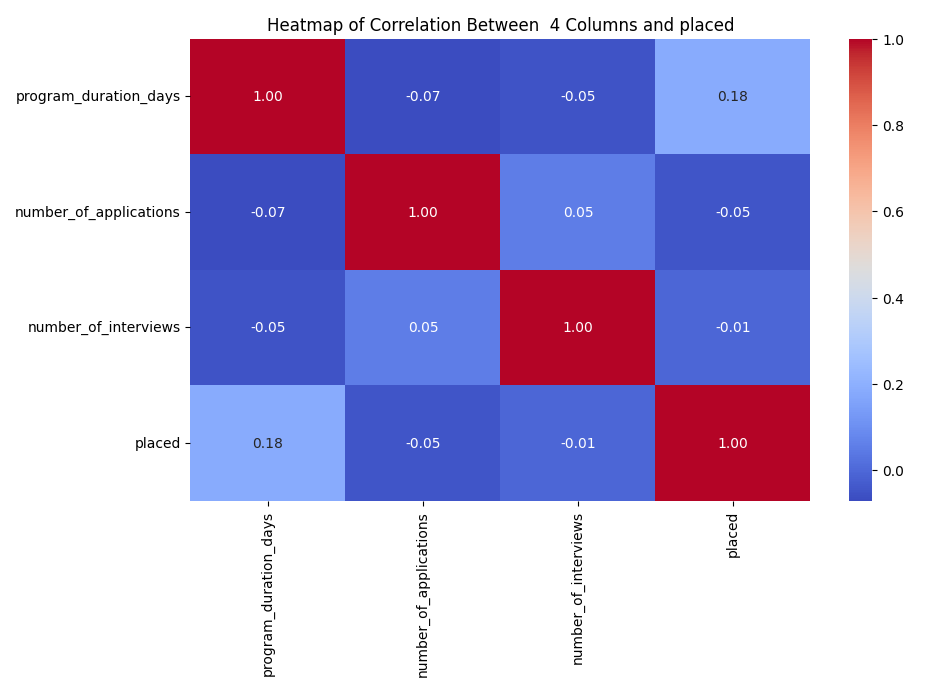 Heatmap of Correlation Between  4 Columns and placed
program_duration_days 1.00 -0.07 -0.05 0.18
number_of_applications -0.07 1.00 0.05 -0.05
number_of_interviews -0.05 0.05 1.00 -0.01
placed 0.18 -0.05 -0.01 1.00
program_duration_days
number_of_applications
number_of_interviews
placed
1.0
0.8
0.6
0.4
0.2
0.0